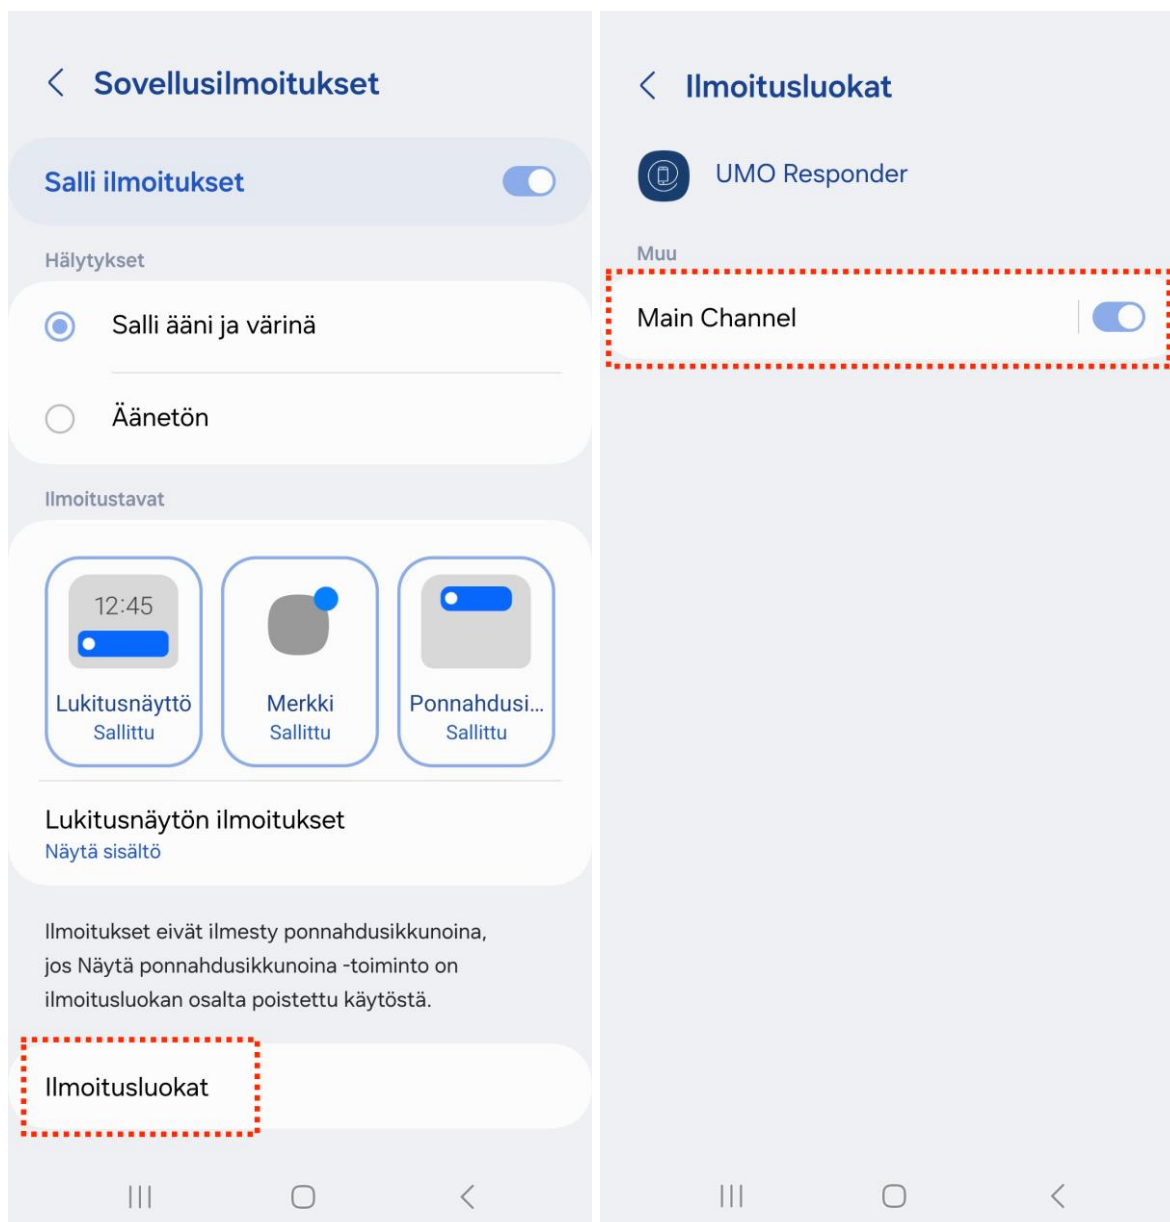 Sovellusilmoitukset
Salli ilmoitukset
Hälytykset
Salli ääni ja värinä
Äänetön
Ilmoitustavat
12:45
Lukitusnäyttö
Sallittu
Merkki
Sallittu
Ponnahdusi...
Sallittu
Lukitusnäytön ilmoitukset
Näytä sisältö
Ilmoitukset eivät ilmesty ponnahdusikkunoina,
jos Näytä ponnahdusikkunoina -toiminto on
ilmoitusluokan osalta poistettu käytöstä.
Ilmoitusluokat
Ilmoitusluokat
UMO Responder
Muu
Main Channel